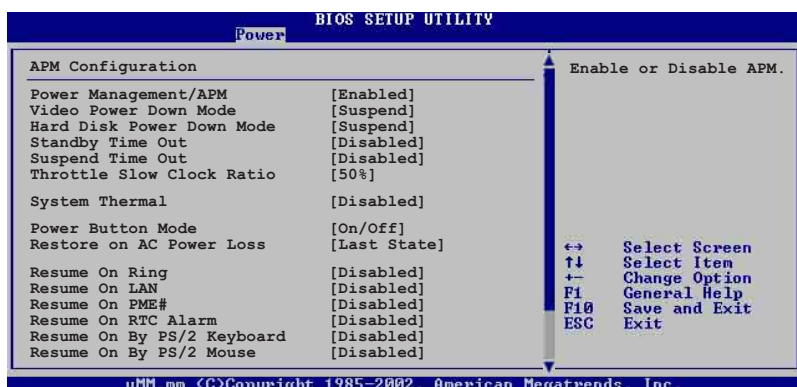 BIOS SETUP UTILITY
Power
APM Configuration
Power Management/APM [Enabled]
Video Power Down Mode [Suspend]
Hard Disk Power Down Mode [Suspend]
Standby Time Out [Disabled]
Suspend Time Out [Disabled]
Throttle Slow Clock Ratio [50%]
System Thermal [Disabled]
Power Button Mode [On/Off]
Restore on AC Power Loss [Last State]
Resume On Ring [Disabled]
Resume On LAN [Disabled]
Resume On PME# [Disabled]
Resume On RTC Alarm [Disabled]
Resume On By PS/2 Keyboard [Disabled]
Resume On By PS/2 Mouse [Disabled]
Enable or Disable APM.
↔ Select Screen
↑↓ Select Item
+- Change Option
F1 General Help
F10 Save and Exit
ESC Exit
vMM.mm (C)Copyright 1985-2002, American Megatrends, Inc.